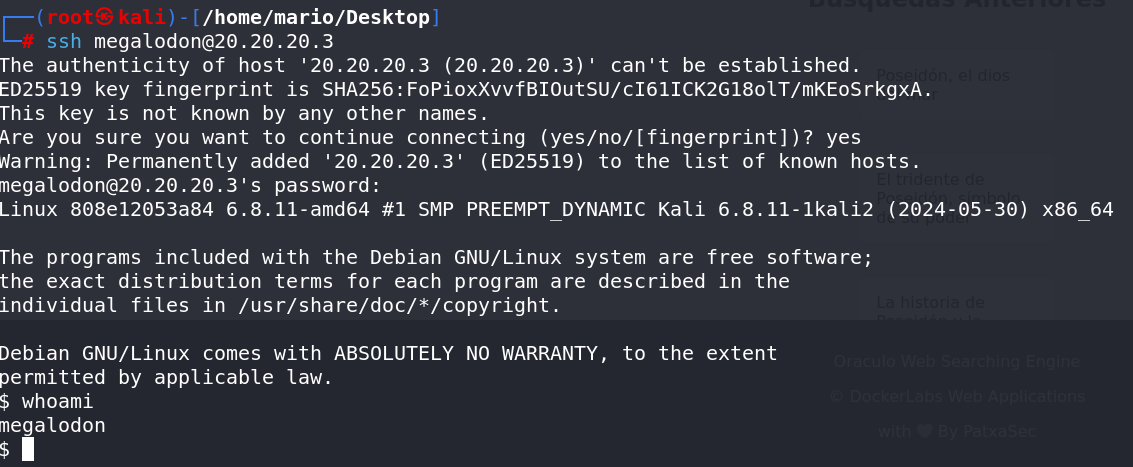 ┌──(root㉿kali)-[/home/mario/Desktop]
└─# ssh megalodon@20.20.20.3
The authenticity of host '20.20.20.3 (20.20.20.3)' can't be established.
ED25519 key fingerprint is SHA256:FoPioxXvvfBIOutSU/cI61ICK2G18olT/mKEoSrkgxA.
This key is not known by any other names.
Are you sure you want to continue connecting (yes/no/[fingerprint])? yes
Warning: Permanently added '20.20.20.3' (ED25519) to the list of known hosts.
megalodon@20.20.20.3's password:
Linux 808e12053a84 6.8.11-amd64 #1 SMP PREEMPT_DYNAMIC Kali 6.8.11-1kali2 (2024-05-30) x86_64
The programs included with the Debian GNU/Linux system are free software;
the exact distribution terms for each program are described in the
individual files in /usr/share/doc/*/copyright.
Debian GNU/Linux comes with ABSOLUTELY NO WARRANTY, to the extent
permitted by applicable law.
$ whoami
megalodon
$
Búsquedas Anteriores
Poseidón, el dios
El tridente de
La historia de
Oraculo Web Searching Engine
© DockerLabs Web Applications
with 🖤 By PatxaSec